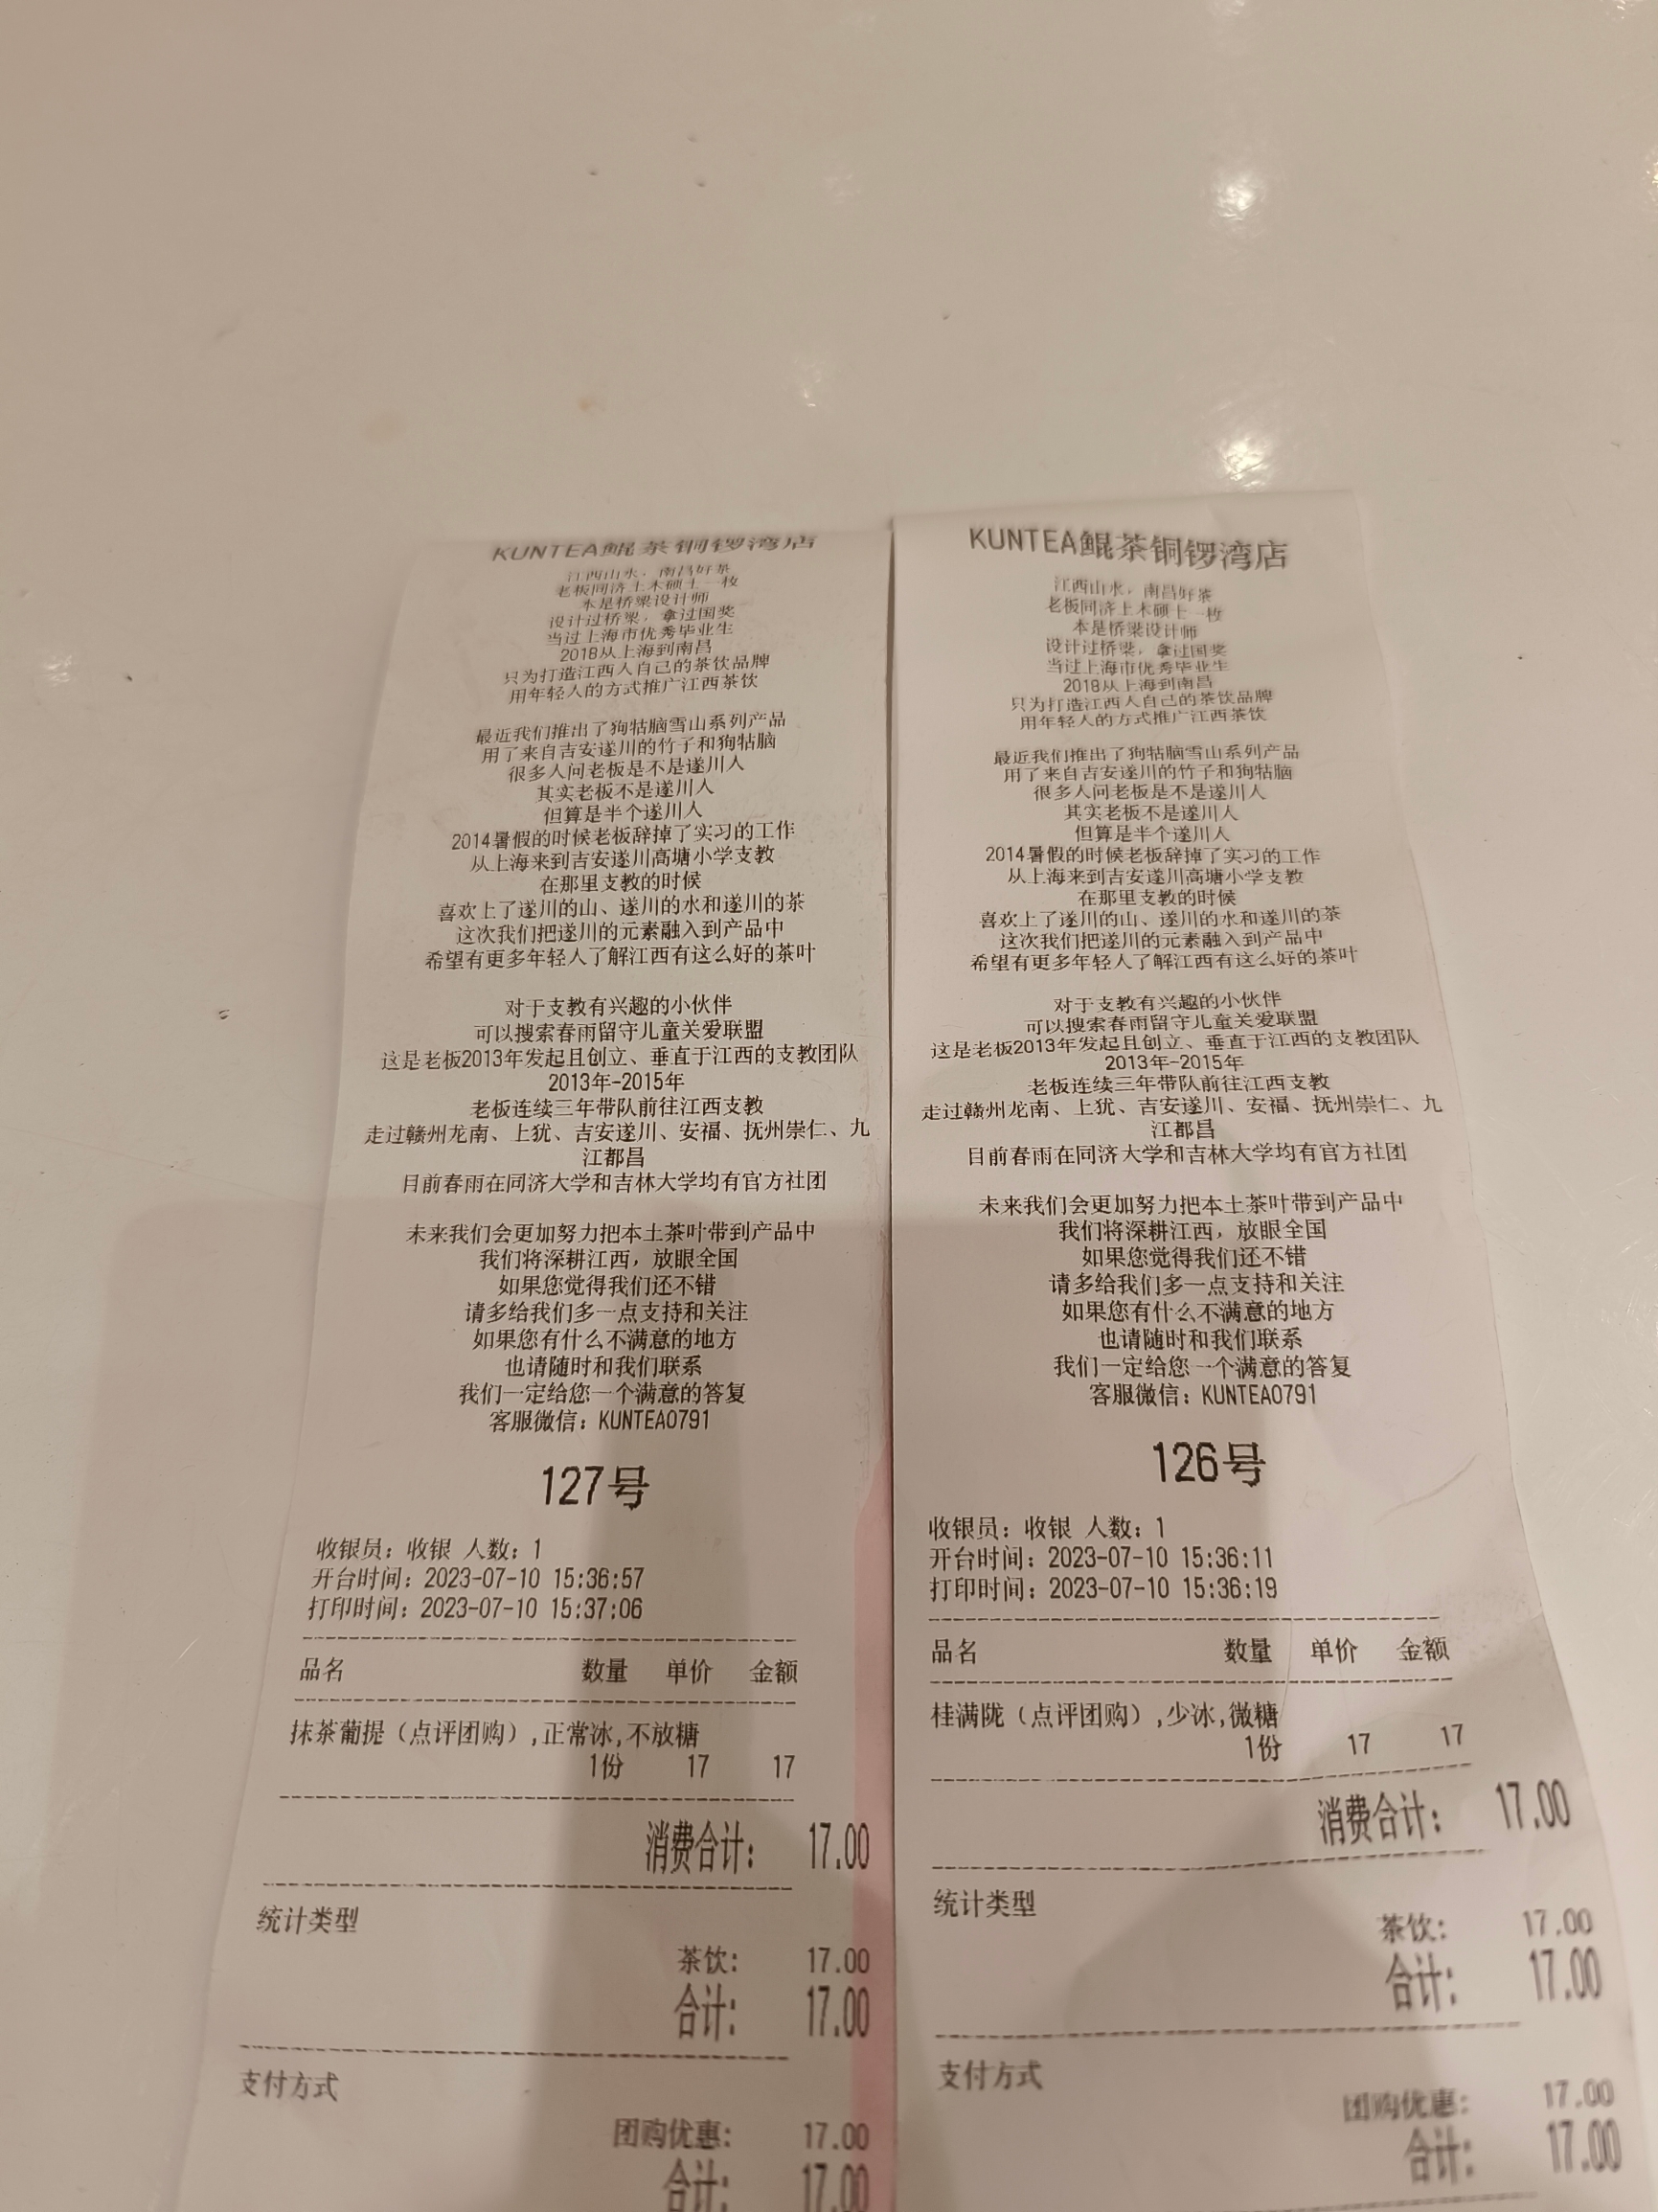 KUNTEA鲲茶铜锣湾店
江西山水，南昌好茶
老板同济土木硕士一枚
本是桥梁设计师
设计过桥梁，拿过国奖
当过上海市优秀毕业生
2018从上海到南昌
只为打造江西人自己的茶饮品牌
用年轻人的方式推广江西茶饮
最近我们推出了狗牯脑雪山系列产品
用了来自吉安遂川的竹子和狗牯脑
很多人问老板是不是遂川人
其实老板不是遂川人
但算是半个遂川人
2014暑假的时候老板辞掉了实习的工作
从上海来到吉安遂川高塘小学支教
在那里支教的时候
喜欢上了遂川的山、遂川的水和遂川的茶
这次我们把遂川的元素融入到产品中
希望有更多年轻人了解江西有这么好的茶叶
对于支教有兴趣的小伙伴
可以搜索春雨留守儿童关爱联盟
这是老板2013年发起且创立、垂直于江西的支教团队
2013年-2015年
老板连续三年带队前往江西支教
走过赣州龙南、上犹、吉安遂川、安福、抚州崇仁、九
江都昌
目前春雨在同济大学和吉林大学均有官方社团
未来我们会更加努力把本土茶叶带到产品中
我们将深耕江西，放眼全国
如果您觉得我们还不错
请多给我们多一点支持和关注
如果您有什么不满意的地方
也请随时和我们联系
我们一定给您一个满意的答复
客服微信：KUNTEA0791
127号
收银员：收银 人数：1
开台时间：2023-07-10 15:36:57
打印时间：2023-07-10 15:37:06
品名 数量 单价 金额
抹茶葡提（点评团购）,正常冰,不放糖
1份 17 17
消费合计： 17.00
统计类型
茶饮： 17.00
合计： 17.00
支付方式
团购优惠： 17.00
合计： 17.00
KUNTEA鲲茶铜锣湾店
江西山水，南昌好茶
老板同济土木硕士一枚
本是桥梁设计师
设计过桥梁，拿过国奖
当过上海市优秀毕业生
2018从上海到南昌
只为打造江西人自己的茶饮品牌
用年轻人的方式推广江西茶饮
最近我们推出了狗牯脑雪山系列产品
用了来自吉安遂川的竹子和狗牯脑
很多人问老板是不是遂川人
其实老板不是遂川人
但算是半个遂川人
2014暑假的时候老板辞掉了实习的工作
从上海来到吉安遂川高塘小学支教
在那里支教的时候
喜欢上了遂川的山、遂川的水和遂川的茶
这次我们把遂川的元素融入到产品中
希望有更多年轻人了解江西有这么好的茶叶
对于支教有兴趣的小伙伴
可以搜索春雨留守儿童关爱联盟
这是老板2013年发起且创立、垂直于江西的支教团队
2013年-2015年
老板连续三年带队前往江西支教
走过赣州龙南、上犹、吉安遂川、安福、抚州崇仁、九
江都昌
目前春雨在同济大学和吉林大学均有官方社团
未来我们会更加努力把本土茶叶带到产品中
我们将深耕江西，放眼全国
如果您觉得我们还不错
请多给我们多一点支持和关注
如果您有什么不满意的地方
也请随时和我们联系
我们一定给您一个满意的答复
客服微信：KUNTEA0791
126号
收银员：收银 人数：1
开台时间：2023-07-10 15:36:11
打印时间：2023-07-10 15:36:19
品名 数量 单价 金额
桂满陇（点评团购）,少冰,微糖
1份 17 17
消费合计： 17.00
统计类型
茶饮： 17.00
合计： 17.00
支付方式
团购优惠： 17.00
合计： 17.00